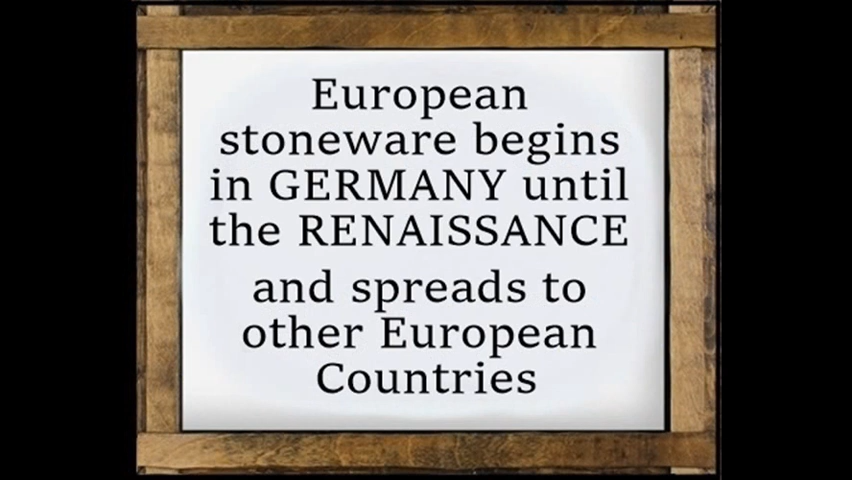 European
stoneware begins
in GERMANY until
the RENAISSANCE
and spreads to
other European
Countries